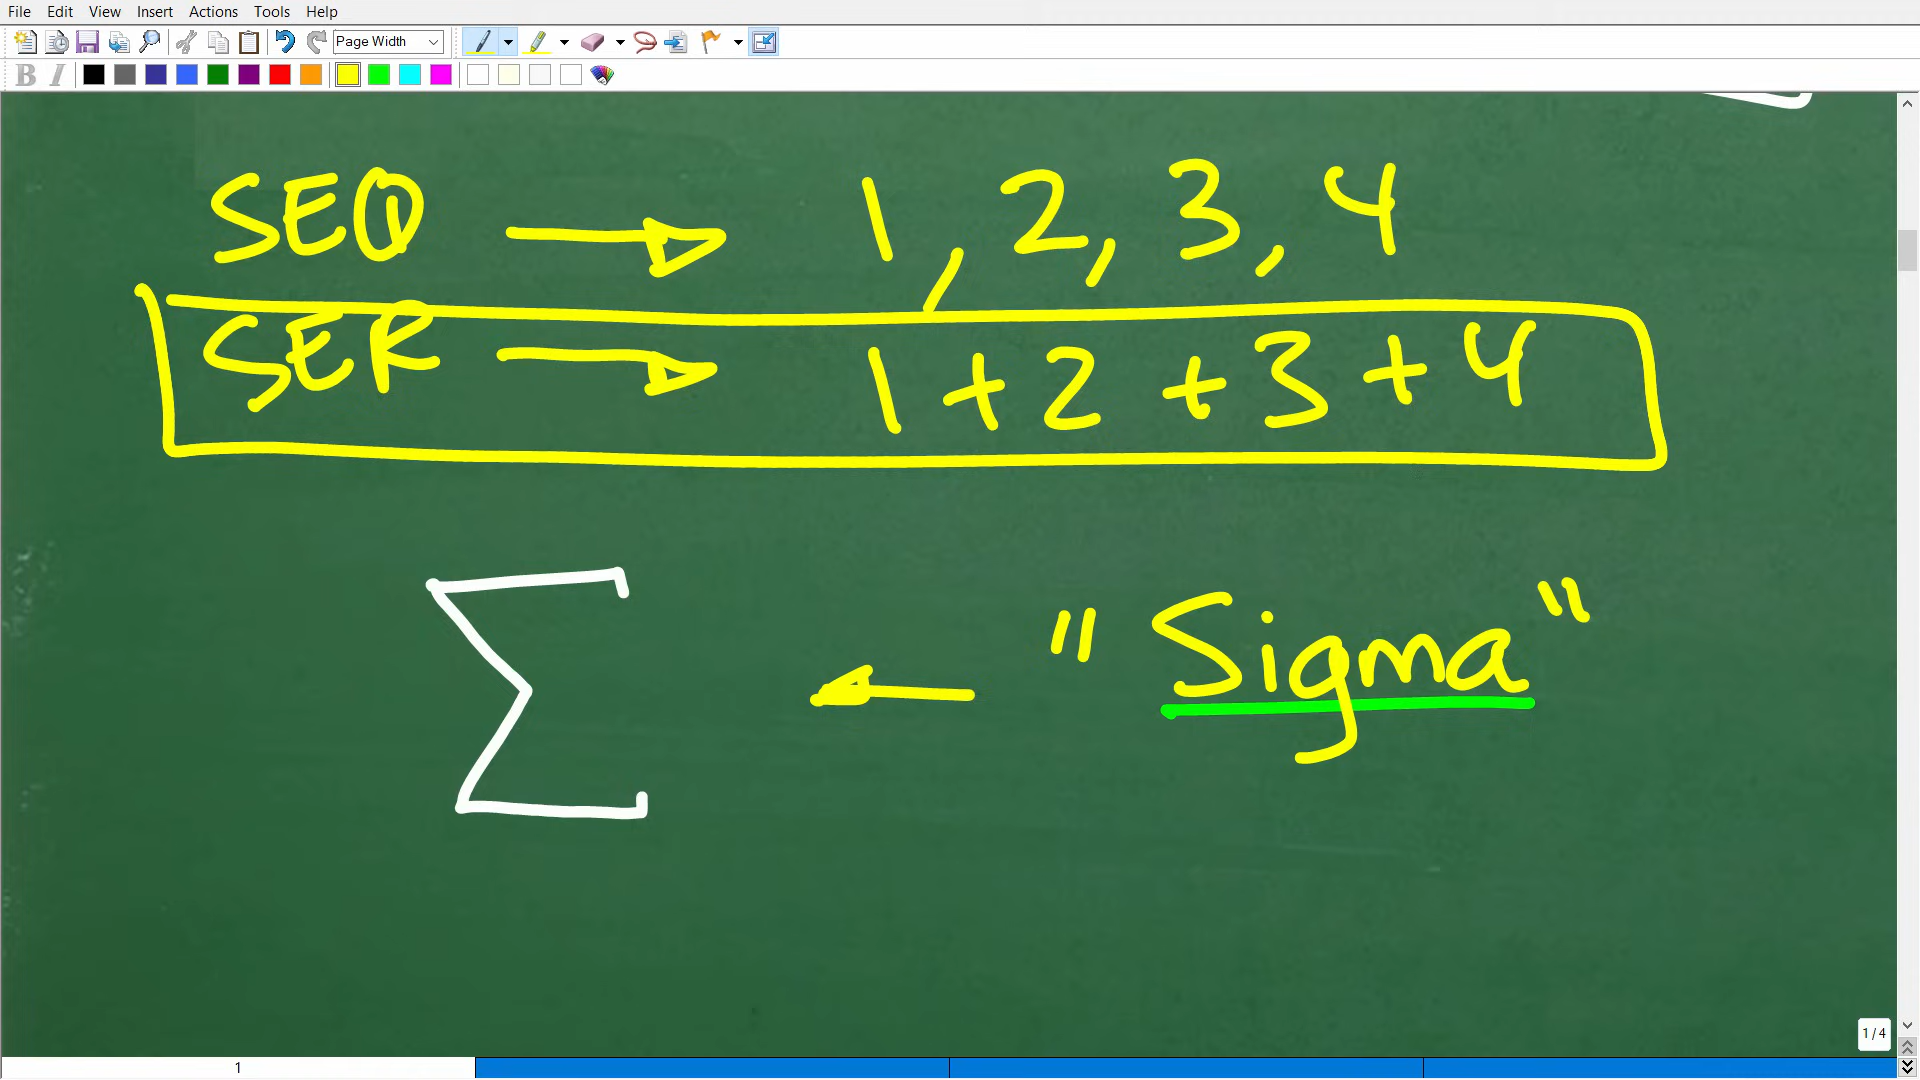 File Edit View Insert Actions Tools Help
Page Width
B I
SEQ → 1, 2, 3, 4
SER → 1 + 2 + 3 + 4
Σ ← "Sigma"
1 / 4
1